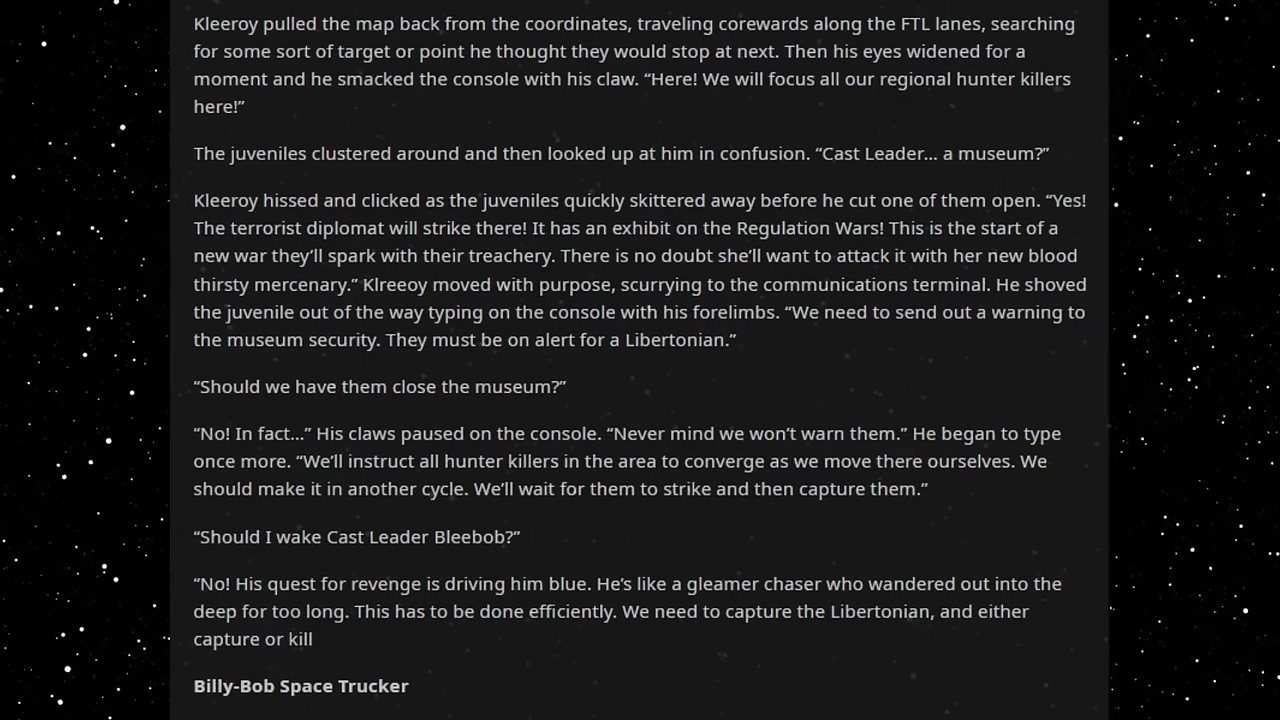 Kleeroy pulled the map back from the coordinates, traveling corewards along the FTL lanes, searching
for some sort of target or point he thought they would stop at next. Then his eyes widened for a
moment and he smacked the console with his claw. “Here! We will focus all our regional hunter killers
here!”
The juveniles clustered around and then looked up at him in confusion. “Cast Leader… a museum?”
Kleeroy hissed and clicked as the juveniles quickly skittered away before he cut one of them open. “Yes!
The terrorist diplomat will strike there! It has an exhibit on the Regulation Wars! This is the start of a
new war they’ll spark with their treachery. There is no doubt she’ll want to attack it with her new blood
thirsty mercenary.” Klreeoy moved with purpose, scurrying to the communications terminal. He shoved
the juvenile out of the way typing on the console with his forelimbs. “We need to send out a warning to
the museum security. They must be on alert for a Libertonian.”
“Should we have them close the museum?”
“No! In fact…” His claws paused on the console. “Never mind we won’t warn them.” He began to type
once more. “We’ll instruct all hunter killers in the area to converge as we move there ourselves. We
should make it in another cycle. We’ll wait for them to strike and then capture them.”
“Should I wake Cast Leader Bleebob?”
“No! His quest for revenge is driving him blue. He’s like a gleamer chaser who wandered out into the
deep for too long. This has to be done efficiently. We need to capture the Libertonian, and either
capture or kill
Billy-Bob Space Trucker